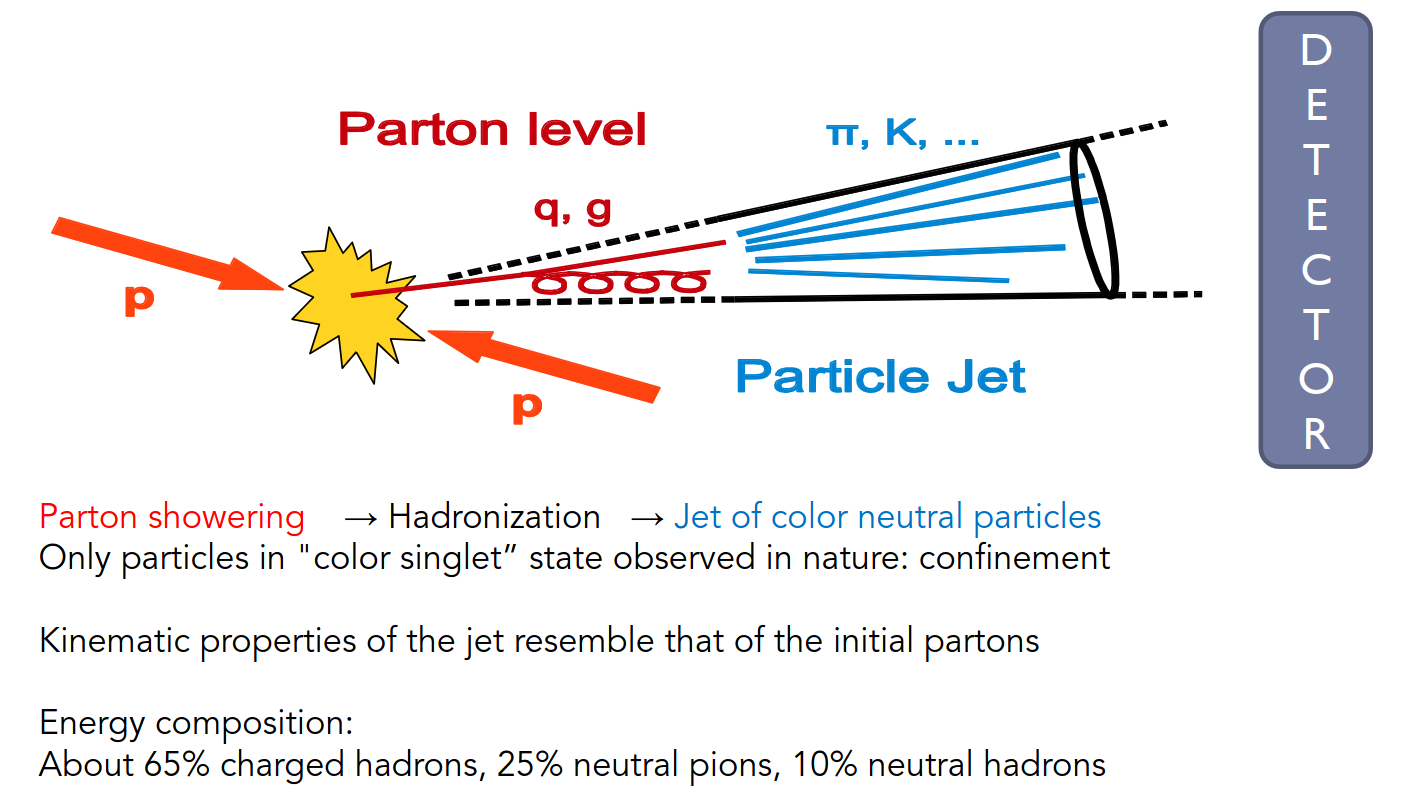 Parton level
π, K, ...
q, g
p
p
Particle Jet
DETECTOR
Parton showering → Hadronization → Jet of color neutral particles
Only particles in "color singlet” state observed in nature: confinement
Kinematic properties of the jet resemble that of the initial partons
Energy composition:
About 65% charged hadrons, 25% neutral pions, 10% neutral hadrons